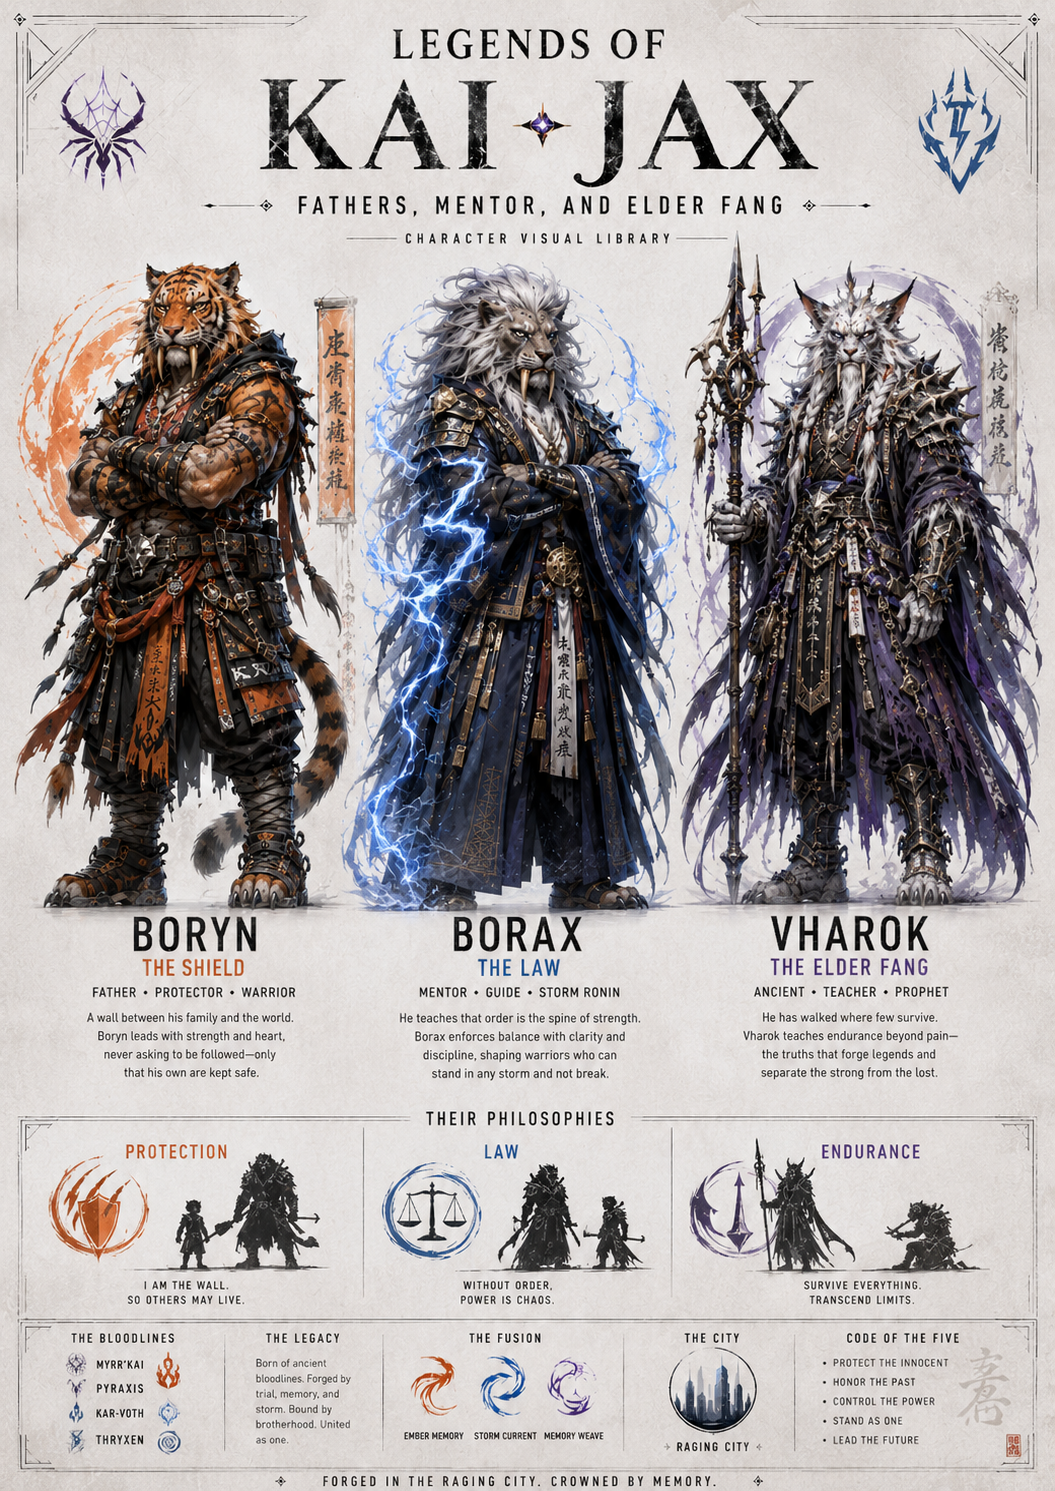 LEGENDS OF
KAI JAX
FATHERS, MENTOR, AND ELDER FANG
CHARACTER VISUAL LIBRARY
BORYN
THE SHIELD
FATHER • PROTECTOR • WARRIOR
A wall between his family and the world.
Boryn leads with strength and heart,
never asking to be followed—only
that his own are kept safe.
BORAX
THE LAW
MENTOR • GUIDE • STORM RONIN
He teaches that order is the spine of strength.
Borax enforces balance with clarity and
discipline, shaping warriors who can
stand in any storm and not break.
VHAROK
THE ELDER FANG
ANCIENT • TEACHER • PROPHET
He has walked where few survive.
Vharok teaches endurance beyond pain—
the truths that forge legends and
separate the strong from the lost.
THEIR PHILOSOPHIES
PROTECTION
I AM THE WALL.
SO OTHERS MAY LIVE.
LAW
WITHOUT ORDER,
POWER IS CHAOS.
ENDURANCE
SURVIVE EVERYTHING.
TRANSCEND LIMITS.
THE BLOODLINES
MYRR'KAI
PYRAXIS
KAR-VOTH
THRYXEN
THE LEGACY
Born of ancient
bloodlines. Forged by
trial, memory, and
storm. Bound by
brotherhood. United
as one.
THE FUSION
EMBER MEMORY
STORM CURRENT
MEMORY WEAVE
THE CITY
RAGING CITY
CODE OF THE FIVE
• PROTECT THE INNOCENT
• HONOR THE PAST
• CONTROL THE POWER
• STAND AS ONE
• LEAD THE FUTURE
FORGED IN THE RAGING CITY. CROWNED BY MEMORY.